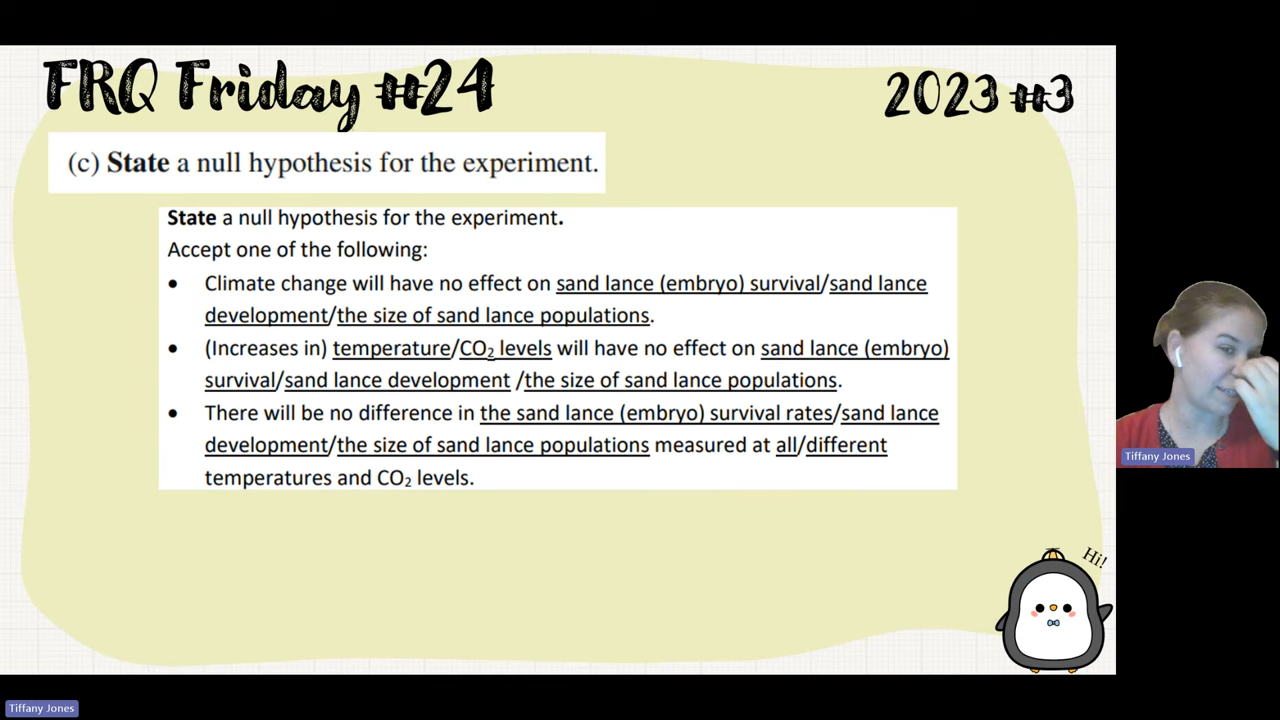 FRQ Friday #24
2023 #3
(c) State a null hypothesis for the experiment.
State a null hypothesis for the experiment.
Accept one of the following:
• Climate change will have no effect on sand lance (embryo) survival/sand lance
development/the size of sand lance populations.
• (Increases in) temperature/CO₂ levels will have no effect on sand lance (embryo)
survival/sand lance development /the size of sand lance populations.
• There will be no difference in the sand lance (embryo) survival rates/sand lance
development/the size of sand lance populations measured at all/different
temperatures and CO₂ levels.
Tiffany Jones
Hi!
Tiffany Jones